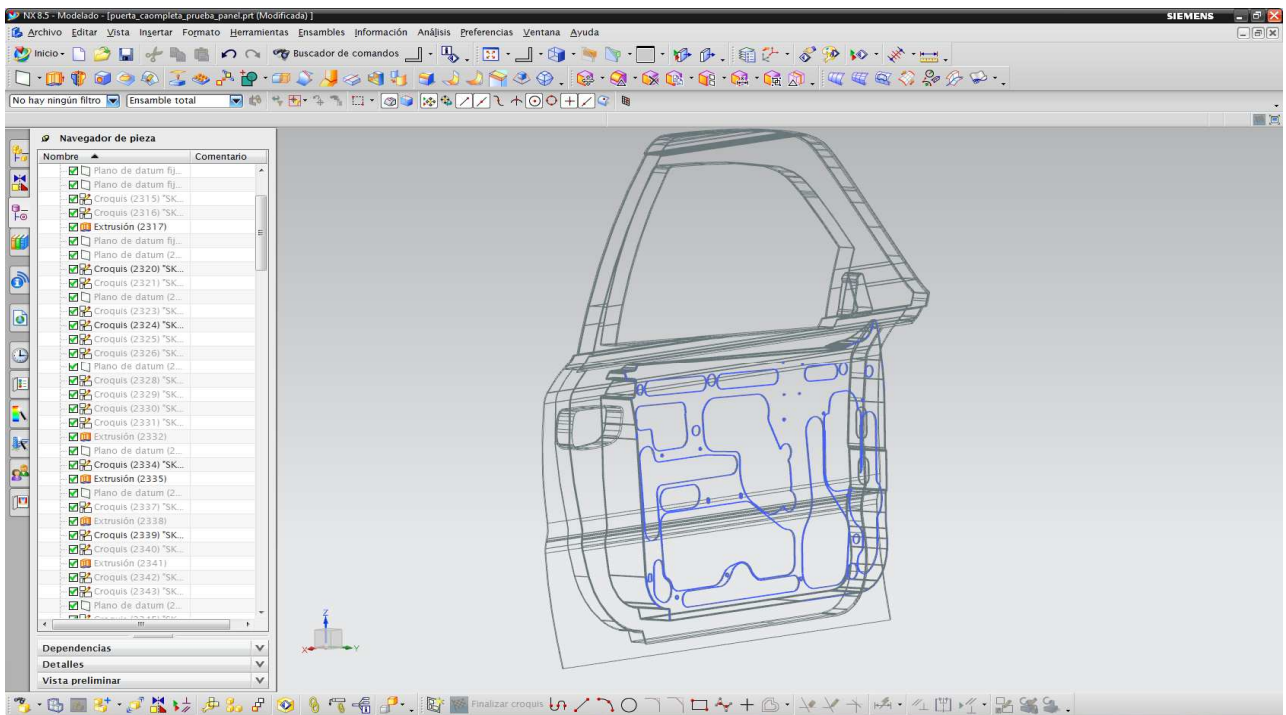 NX 8.5 - Modelado - [puerta_caompleta_prueba_panel.prt (Modificada) ]
SIEMENS
Archivo Editar Vista Insertar Formato Herramientas Ensambles Información Análisis Preferencias Ventana Ayuda
Inicio
Buscador de comandos
No hay ningún filtro
Ensamble total
Navegador de pieza
Nombre
Comentario
Plano de datum fij...
Plano de datum fij...
Croquis (2315) "SK...
Croquis (2316) "SK...
Extrusión (2317)
Plano de datum fij...
Plano de datum (2...
Croquis (2320) "SK...
Croquis (2321) "SK...
Plano de datum (2...
Croquis (2323) "SK...
Croquis (2324) "SK...
Croquis (2325) "SK...
Croquis (2326) "SK...
Plano de datum (2...
Croquis (2328) "SK...
Croquis (2329) "SK...
Croquis (2330) "SK...
Croquis (2331) "SK...
Extrusión (2332)
Plano de datum (2...
Croquis (2334) "SK...
Extrusión (2335)
Plano de datum (2...
Croquis (2337) "SK...
Extrusión (2338)
Croquis (2339) "SK...
Croquis (2340) "SK...
Extrusión (2341)
Croquis (2342) "SK...
Croquis (2343) "SK...
Plano de datum (2...
Dependencias
Detalles
Vista preliminar
Z
X
Y
Finalizar croquis